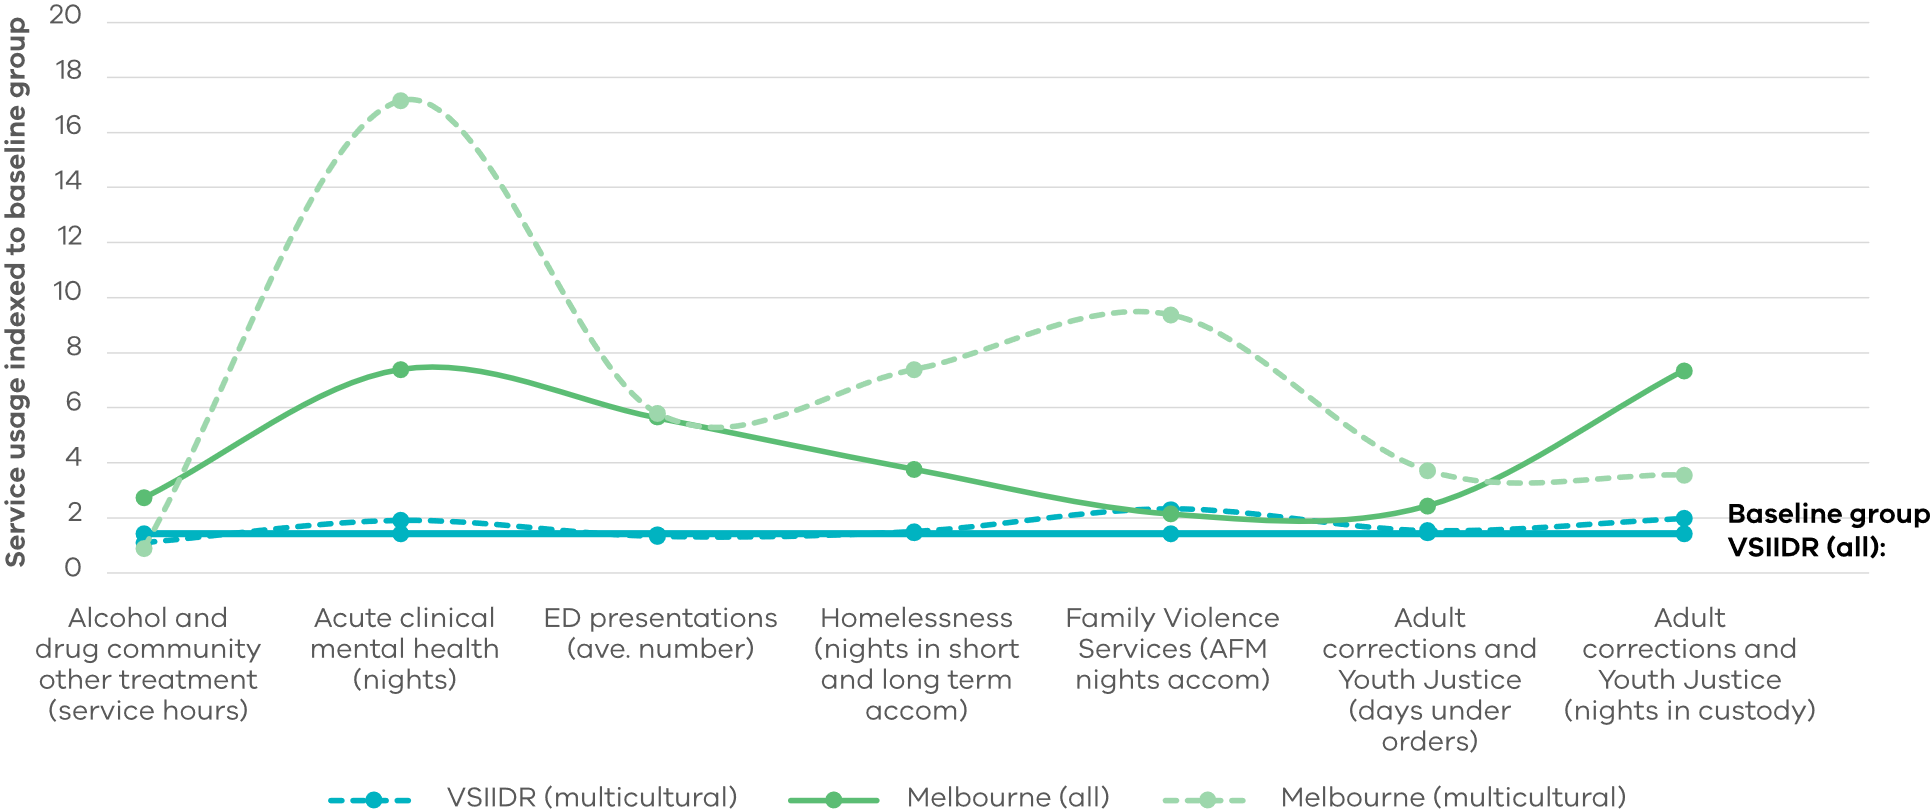 Service usage indexed to baseline group
20
18
16
14
12
10
8
6
4
2
0
Baseline group
VSIIDR (all):
Alcohol and
drug community
other treatment
(service hours)
Acute clinical
mental health
(nights)
ED presentations
(ave. number)
Homelessness
(nights in short
and long term
accom)
Family Violence
Services (AFM
nights accom)
Adult
corrections and
Youth Justice
(days under
orders)
Adult
corrections and
Youth Justice
(nights in custody)
VSIIDR (multicultural)
Melbourne (all)
Melbourne (multicultural)